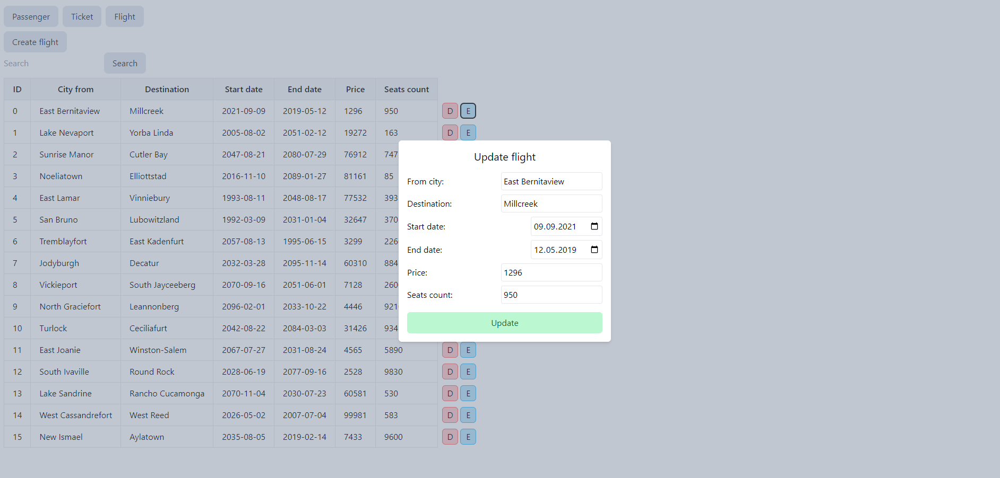 Passenger Ticket Flight
Create flight
Search Search
ID City from Destination Start date End date Price Seats count
0 East Bernitaview Millcreek 2021-09-09 2019-05-12 1296 950 D E
1 Lake Nevaport Yorba Linda 2005-08-02 2051-02-12 19272 163 D E
2 Sunrise Manor Cutler Bay 2047-08-21 2080-07-29 76912 747
3 Noeliatown Elliottstad 2016-11-10 2089-01-27 81161 85
4 East Lamar Vinniebury 1993-08-11 2048-08-17 77532 393
5 San Bruno Lubowitzland 1992-03-09 2031-01-04 32647 370
6 Tremblayfort East Kadenfurt 2057-08-13 1995-06-15 3299 226
7 Jodyburgh Decatur 2032-03-28 2095-11-14 60310 884
8 Vickieport South Jayceeberg 2070-09-16 2051-06-01 7128 260
9 North Graciefort Leannonberg 2096-02-01 2033-10-22 4446 921
10 Turlock Ceciliafurt 2042-08-22 2084-03-03 31426 934
11 East Joanie Winston-Salem 2067-07-27 2031-08-24 4565 5890 D E
12 South Ivaville Round Rock 2028-06-19 2077-09-16 2528 9830 D E
13 Lake Sandrine Rancho Cucamonga 2070-11-04 2030-07-23 60581 530 D E
14 West Cassandrefort West Reed 2026-05-02 2007-07-04 99981 583 D E
15 New Ismael Aylatown 2035-08-05 2019-02-14 7433 9600 D E
Update flight
From city: East Bernitaview
Destination: Millcreek
Start date: 09.09.2021
End date: 12.05.2019
Price: 1296
Seats count: 950
Update